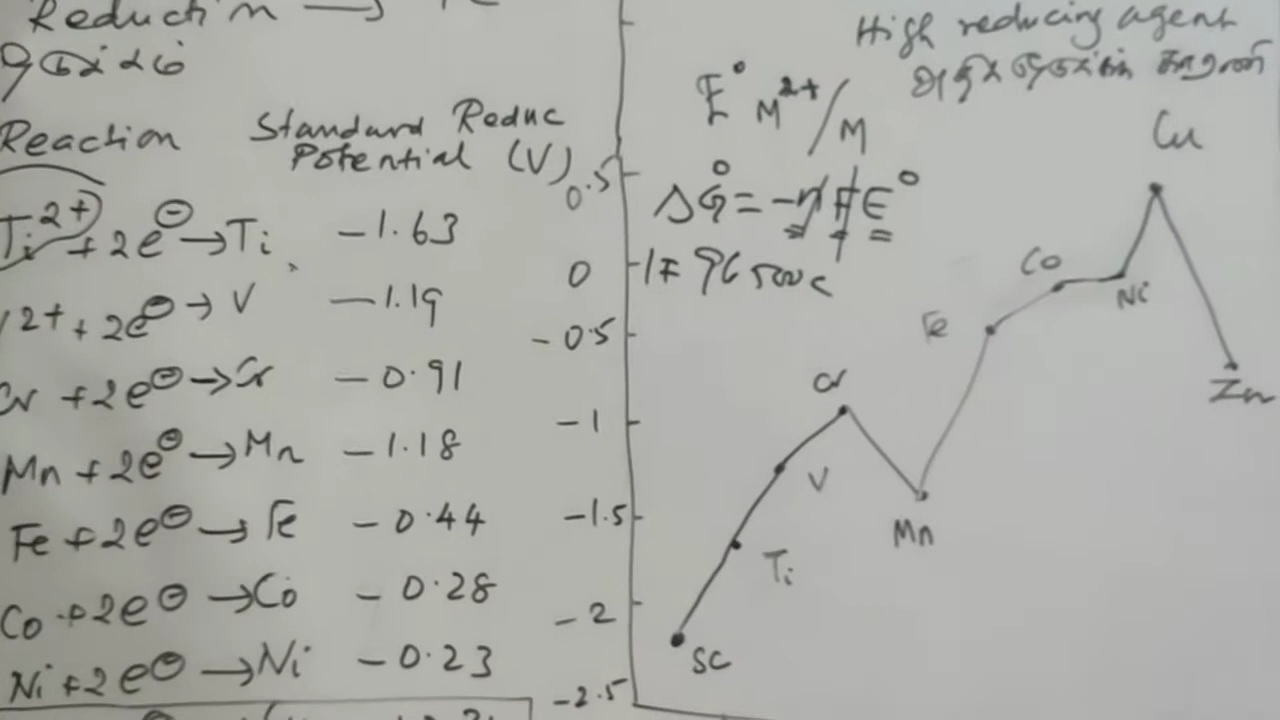 Reduction →
Reaction Standard Reduc
Potential (V)
Ti2+ + 2e⊖ → Ti -1.63
V 2+ + 2e⊖ → V -1.19
Cr + 2e⊖ → Cr -0.91
Mn + 2e⊖ → Mn -1.18
Fe + 2e⊖ → Fe -0.44
Co + 2e⊖ → Co -0.28
Ni + 2e⊖ → Ni -0.23
High reducing agent
E° M2+/M
ΔG° = -nFE°
1F 96500c
0.5
0
-0.5
-1
-1.5
-2
-2.5
Cu
Co
Ni
Fe
Zn
Cr
V
Mn
Ti
Sc